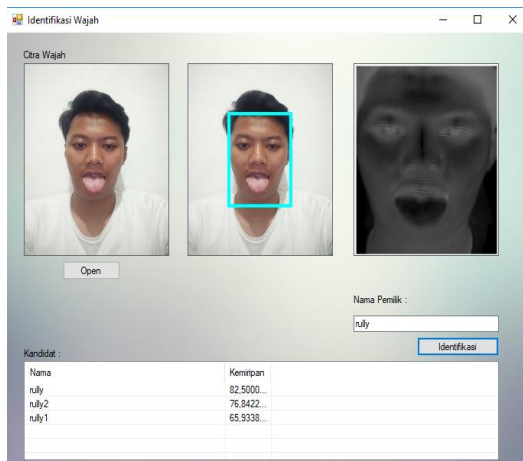 Identifikasi Wajah
Citra Wajah
Open
Nama Pemilik :
rully
Identifikasi
Kandidat :
Nama Kemiripan
rully 82,5000...
rully2 76,8422...
rully1 65,9338...